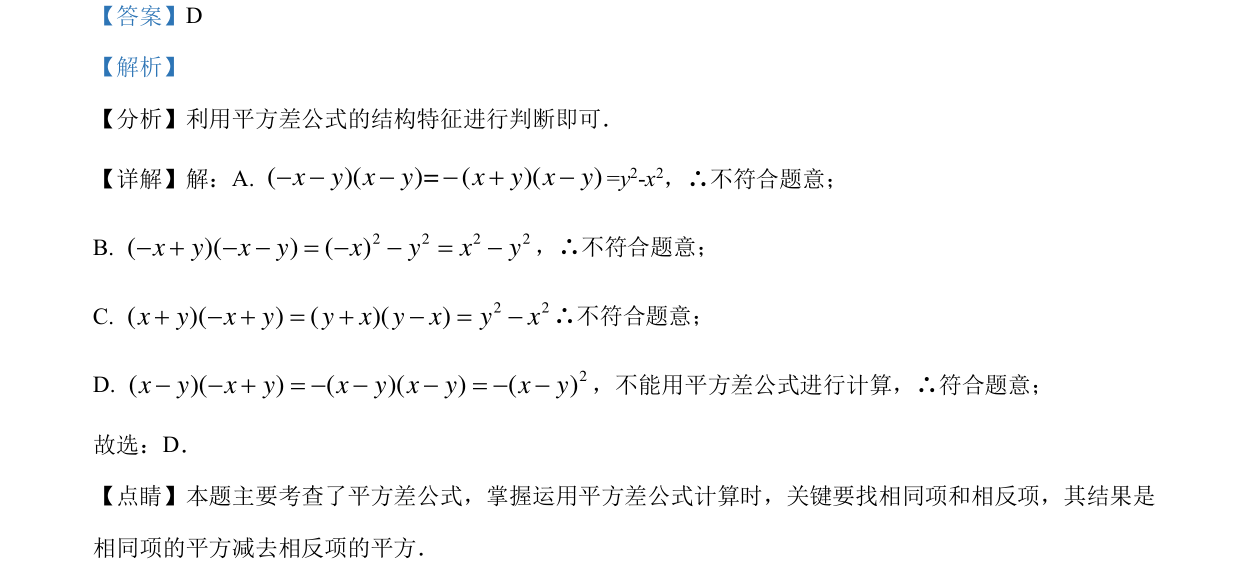 【答案】D
【解析】
【分析】利用平方差公式的结构特征进行判断即可．
【详解】解：A. (−x− y)(x− y)=−(x+ y)(x− y)=y²-x²，∴不符合题意；
B. (−x+ y)(−x− y) = (−x)² − y² = x² − y²，∴不符合题意；
C. (x+ y)(−x+ y) = (y+x)(y−x) = y² − x²∴不符合题意；
D. (x− y)(−x+ y) = −(x− y)(x− y) = −(x− y)²，不能用平方差公式进行计算，∴符合题意；
故选：D．
【点睛】本题主要考查了平方差公式，掌握运用平方差公式计算时，关键要找相同项和相反项，其结果是
相同项的平方减去相反项的平方．